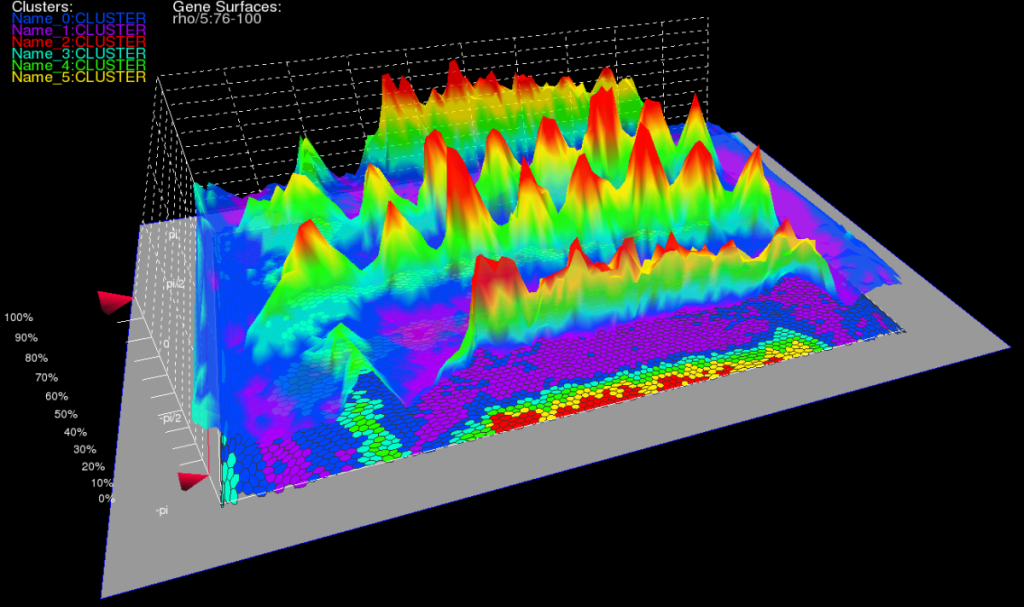 Clusters:
Name_0:CLUSTER
Name_1:CLUSTER
Name_2:CLUSTER
Name_3:CLUSTER
Name_4:CLUSTER
Name_5:CLUSTER
Gene Surfaces:
rho/5:76-100
pi
pi/2
0
-pi/2
-pi
100%
90%
80%
70%
60%
50%
40%
30%
20%
10%
0%